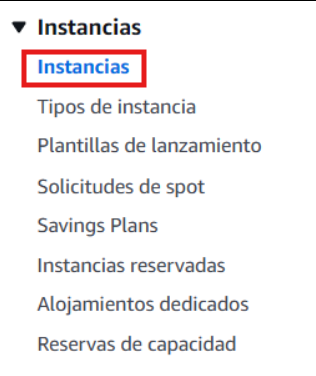 Instancias
Instancias
Tipos de instancia
Plantillas de lanzamiento
Solicitudes de spot
Savings Plans
Instancias reservadas
Alojamientos dedicados
Reservas de capacidad